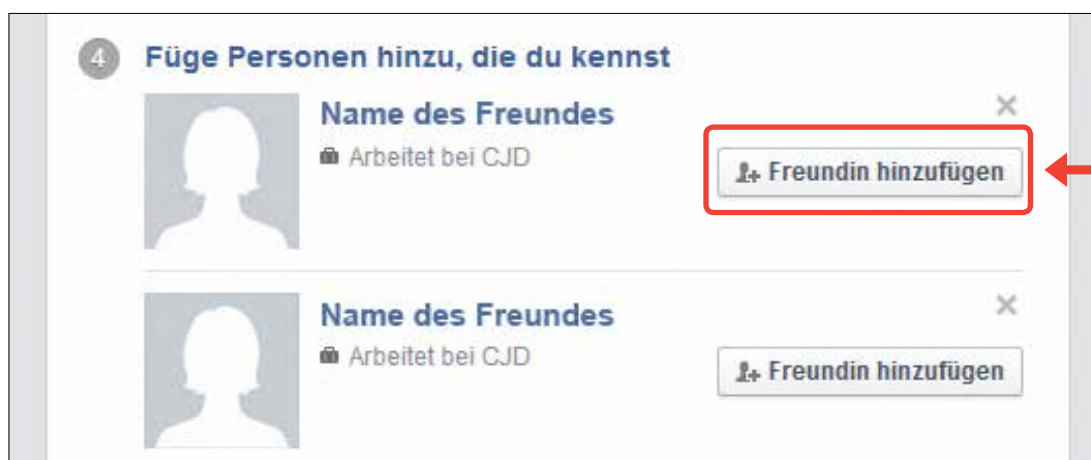 4 Füge Personen hinzu, die du kennst
Name des Freundes
Arbeitet bei CJD
Freundin hinzufügen
Name des Freundes
Arbeitet bei CJD
Freundin hinzufügen